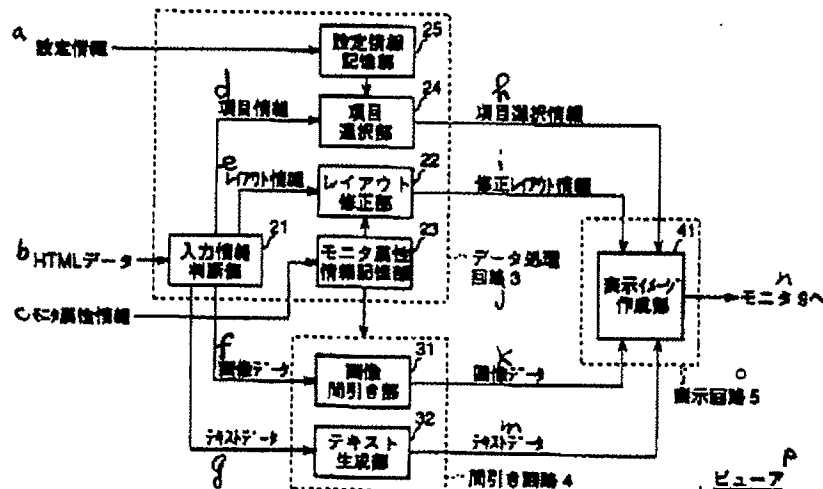 a 設定情報
設定情報
記憶部
25
d
項目情報
項目
選択部
24
h
項目選択情報
e
レイアウト情報
レイアウト
修正部
22
i
修正レイアウト情報
b HTMLデータ
入力情報
判断部
21
モニタ属性
情報記憶部
23
データ処理
回路3
j
41
表示イメージ
作成部
n
モニタ8へ
c モニタ属性情報
f
画像データ
画像
間引き部
31
k
画像データ
o
表示回路5
テキストデータ
g
テキスト
生成部
32
m
テキストデータ
間引き回路4
p
ビューア